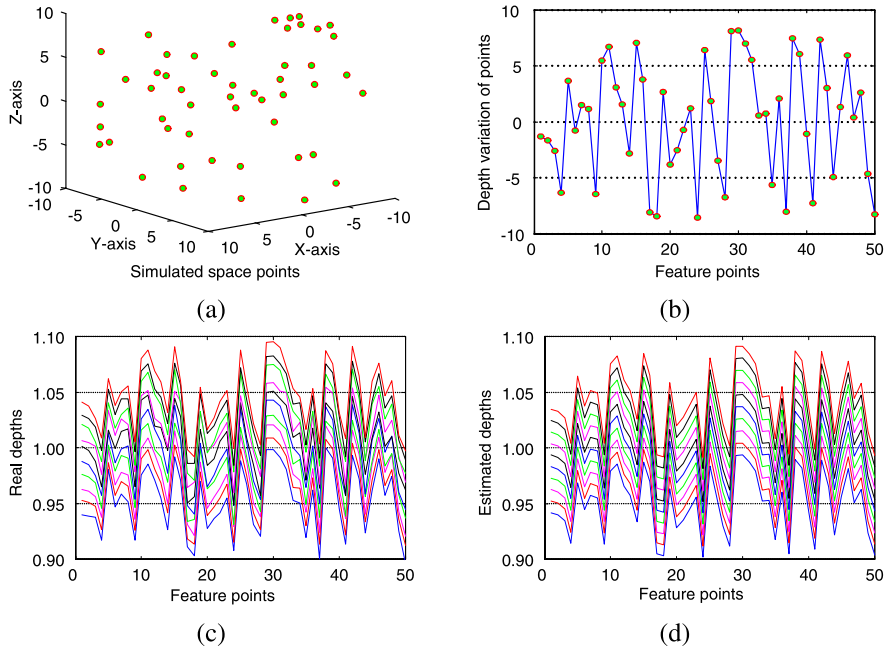 10
5
0
-5
-10
Z-axis
-10
-5
0
5
10
Y-axis
10
5
0
-5
-10
X-axis
Simulated space points
(a)
10
5
0
-5
-10
Depth variation of points
0 10 20 30 40 50
Feature points
(b)
1.10
1.05
1.00
0.95
0.90
Real depths
0 10 20 30 40 50
Feature points
(c)
1.10
1.05
1.00
0.95
0.90
Estimated depths
0 10 20 30 40 50
Feature points
(d)